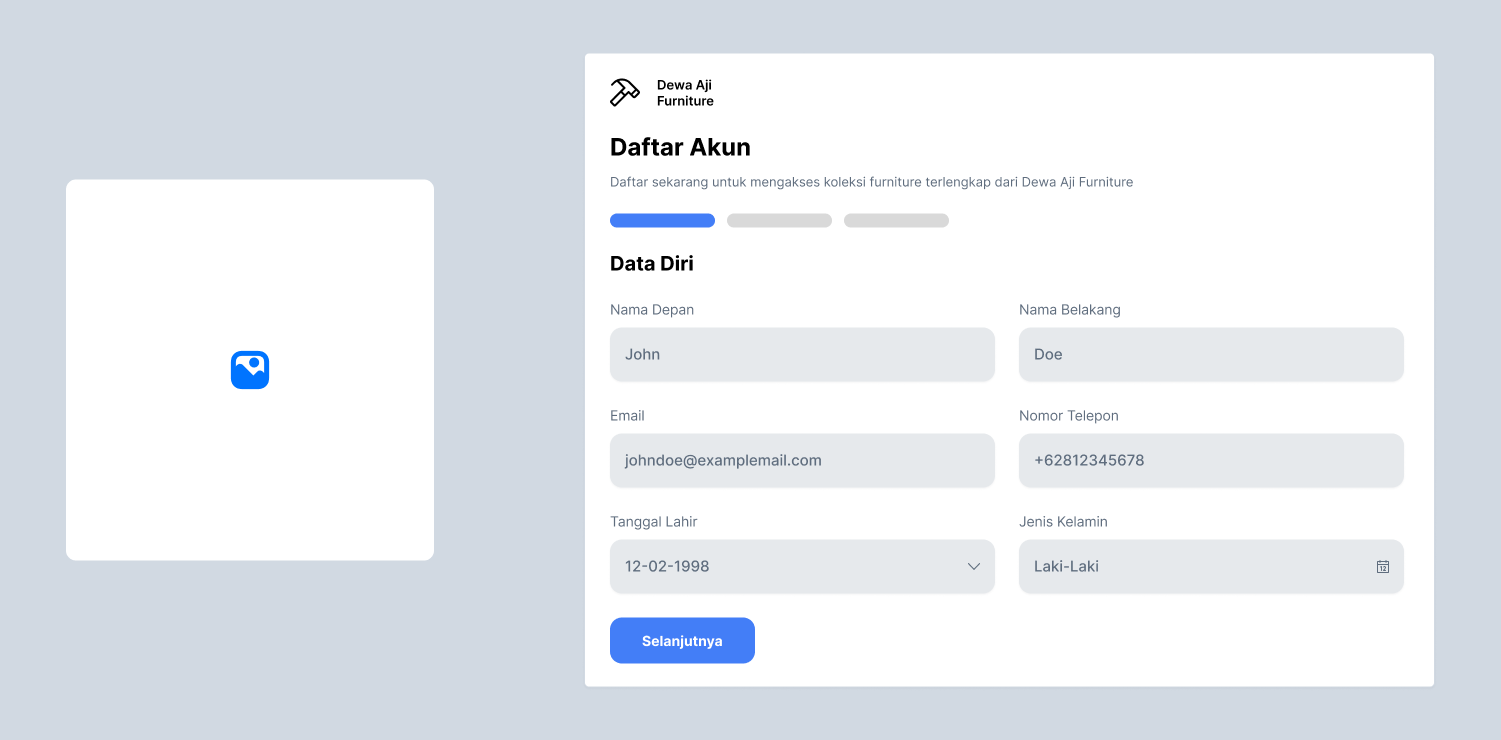 Dewa Aji
Furniture
Daftar Akun
Daftar sekarang untuk mengakses koleksi furniture terlengkap dari Dewa Aji Furniture
Data Diri
Nama Depan
Nama Belakang
John
Doe
Email
Nomor Telepon
johndoe@examplemail.com
+62812345678
Tanggal Lahir
Jenis Kelamin
12-02-1998
Laki-Laki
12
Selanjutnya